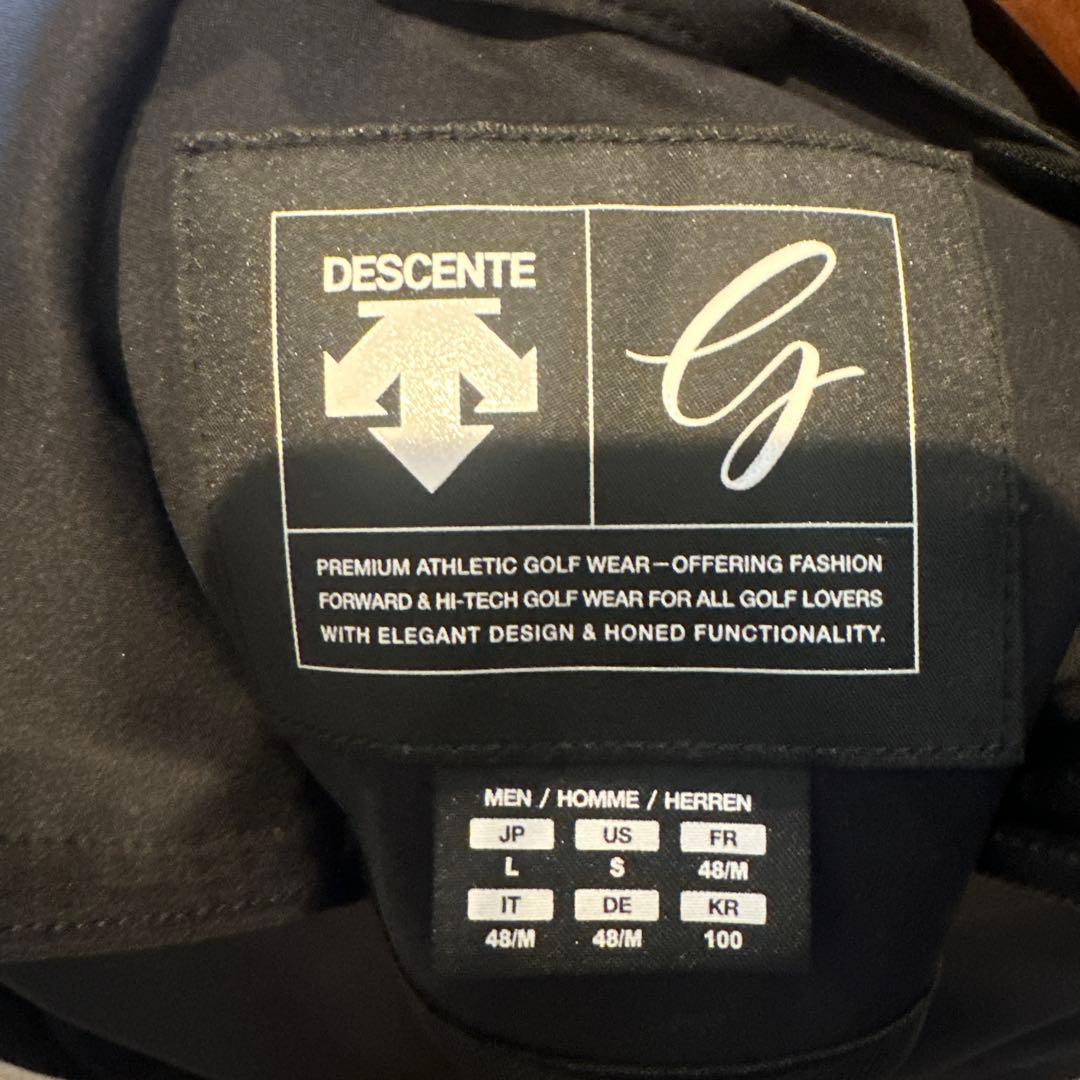 DESCENTE
G
PREMIUM ATHLETIC GOLF WEAR—OFFERING FASHION
FORWARD & HI-TECH GOLF WEAR FOR ALL GOLF LOVERS
WITH ELEGANT DESIGN & HONED FUNCTIONALITY.
MEN / HOMME / HERREN
JP US FR
L S 48/M
IT DE KR
48/M 48/M 100